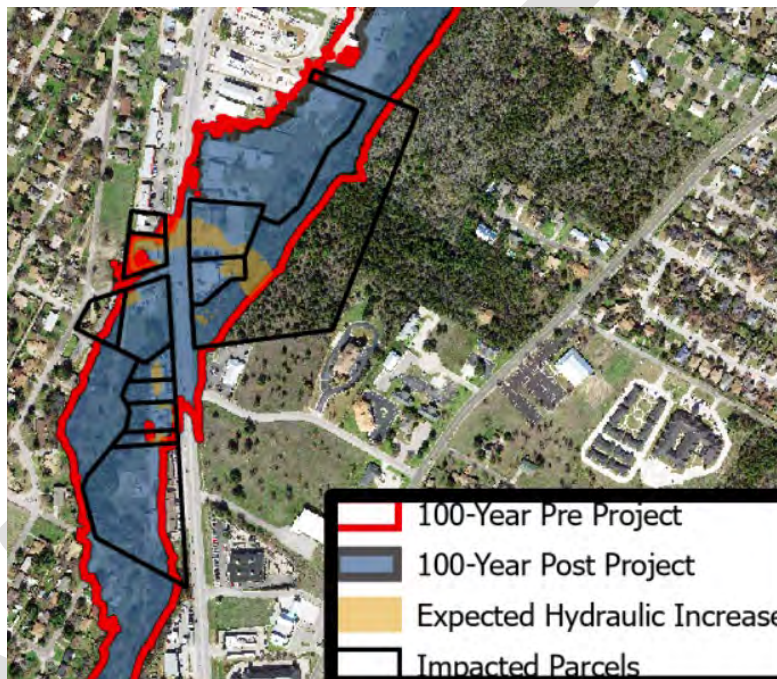 100-Year Pre Project
100-Year Post Project
Expected Hydraulic Increase
Impacted Parcels